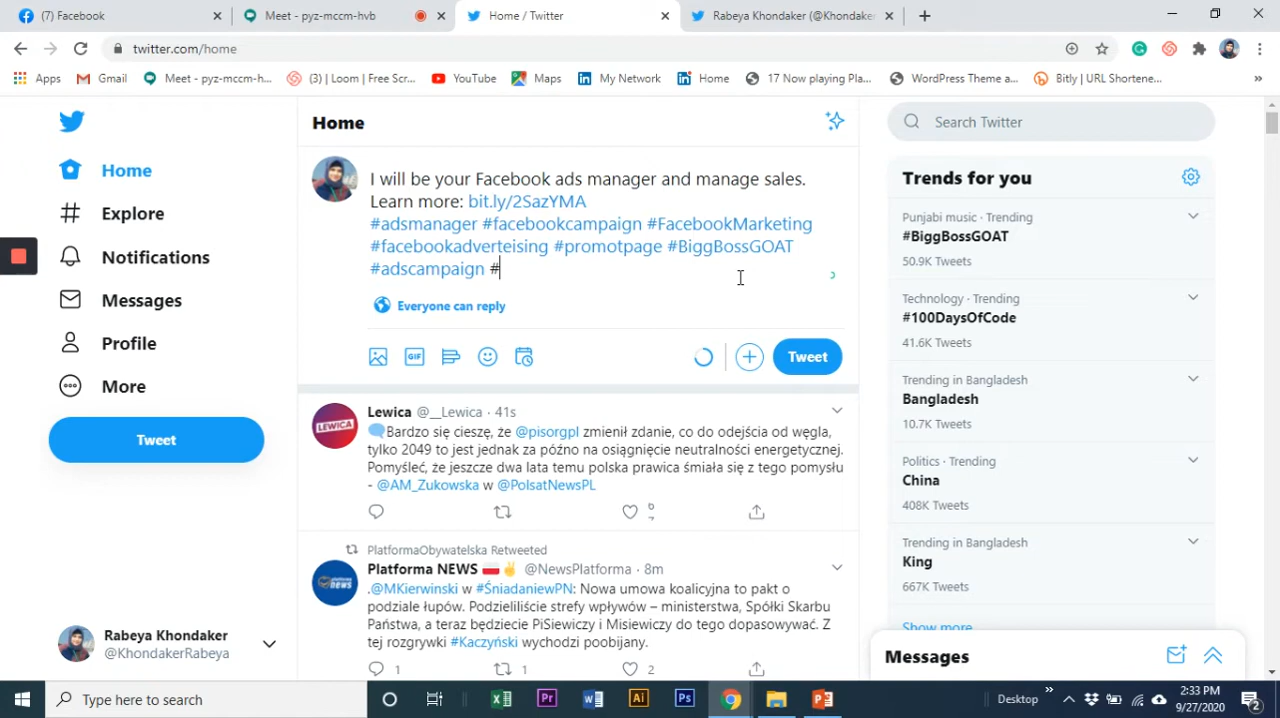 (7) Facebook
Meet - pyz-mccm-hvb
Home / Twitter
Rabeya Khondaker (@Khondake
twitter.com/home
Apps
Gmail
Meet - pyz-mccm-h...
(3) | Loom | Free Scr...
YouTube
Maps
My Network
Home
17 Now playing Pla...
WordPress Theme a...
Bitly | URL Shortene...
Home
Explore
Notifications
Messages
Profile
More
Tweet
Rabeya Khondaker
@KhondakerRabeya
Home
I will be your Facebook ads manager and manage sales.
Learn more: bit.ly/2SazYMA
#adsmanager #facebookcampaign #FacebookMarketing
#facebookadverteising #promotpage #BiggBossGOAT
#adscampaign #
Everyone can reply
GIF
Tweet
Lewica @__Lewica · 41s
Bardzo się cieszę, że @pisorgpl zmienił zdanie, co do odejścia od węgla,
tylko 2049 to jest jednak za późno na osiągnięcie neutralności energetycznej.
Pomyśleć, że jeszcze dwa lata temu polska prawica śmiała się z tego pomysłu
- @AM_Zukowska w @PolsatNewsPL
PlatformaObywatelska Retweeted
Platforma NEWS @NewsPlatforma · 8m
.@MKierwinski w #ŚniadaniewPN: Nowa umowa koalicyjna to pakt o
podziale łupów. Podzieliliście strefy wpływów – ministerstwa, Spółki Skarbu
Państwa, a teraz będziecie PiSiewiczy i Misiewiczy do tego dopasowywać. Z
tej rozgrywki #Kaczyński wychodzi poobijany.
1
1
2
Search Twitter
Trends for you
Punjabi music · Trending
#BiggBossGOAT
50.9K Tweets
Technology · Trending
#100DaysOfCode
41.6K Tweets
Trending in Bangladesh
Bangladesh
10.7K Tweets
Politics · Trending
China
408K Tweets
Trending in Bangladesh
King
667K Tweets
Show more
Messages
Type here to search
Desktop
2:33 PM
9/27/2020
2